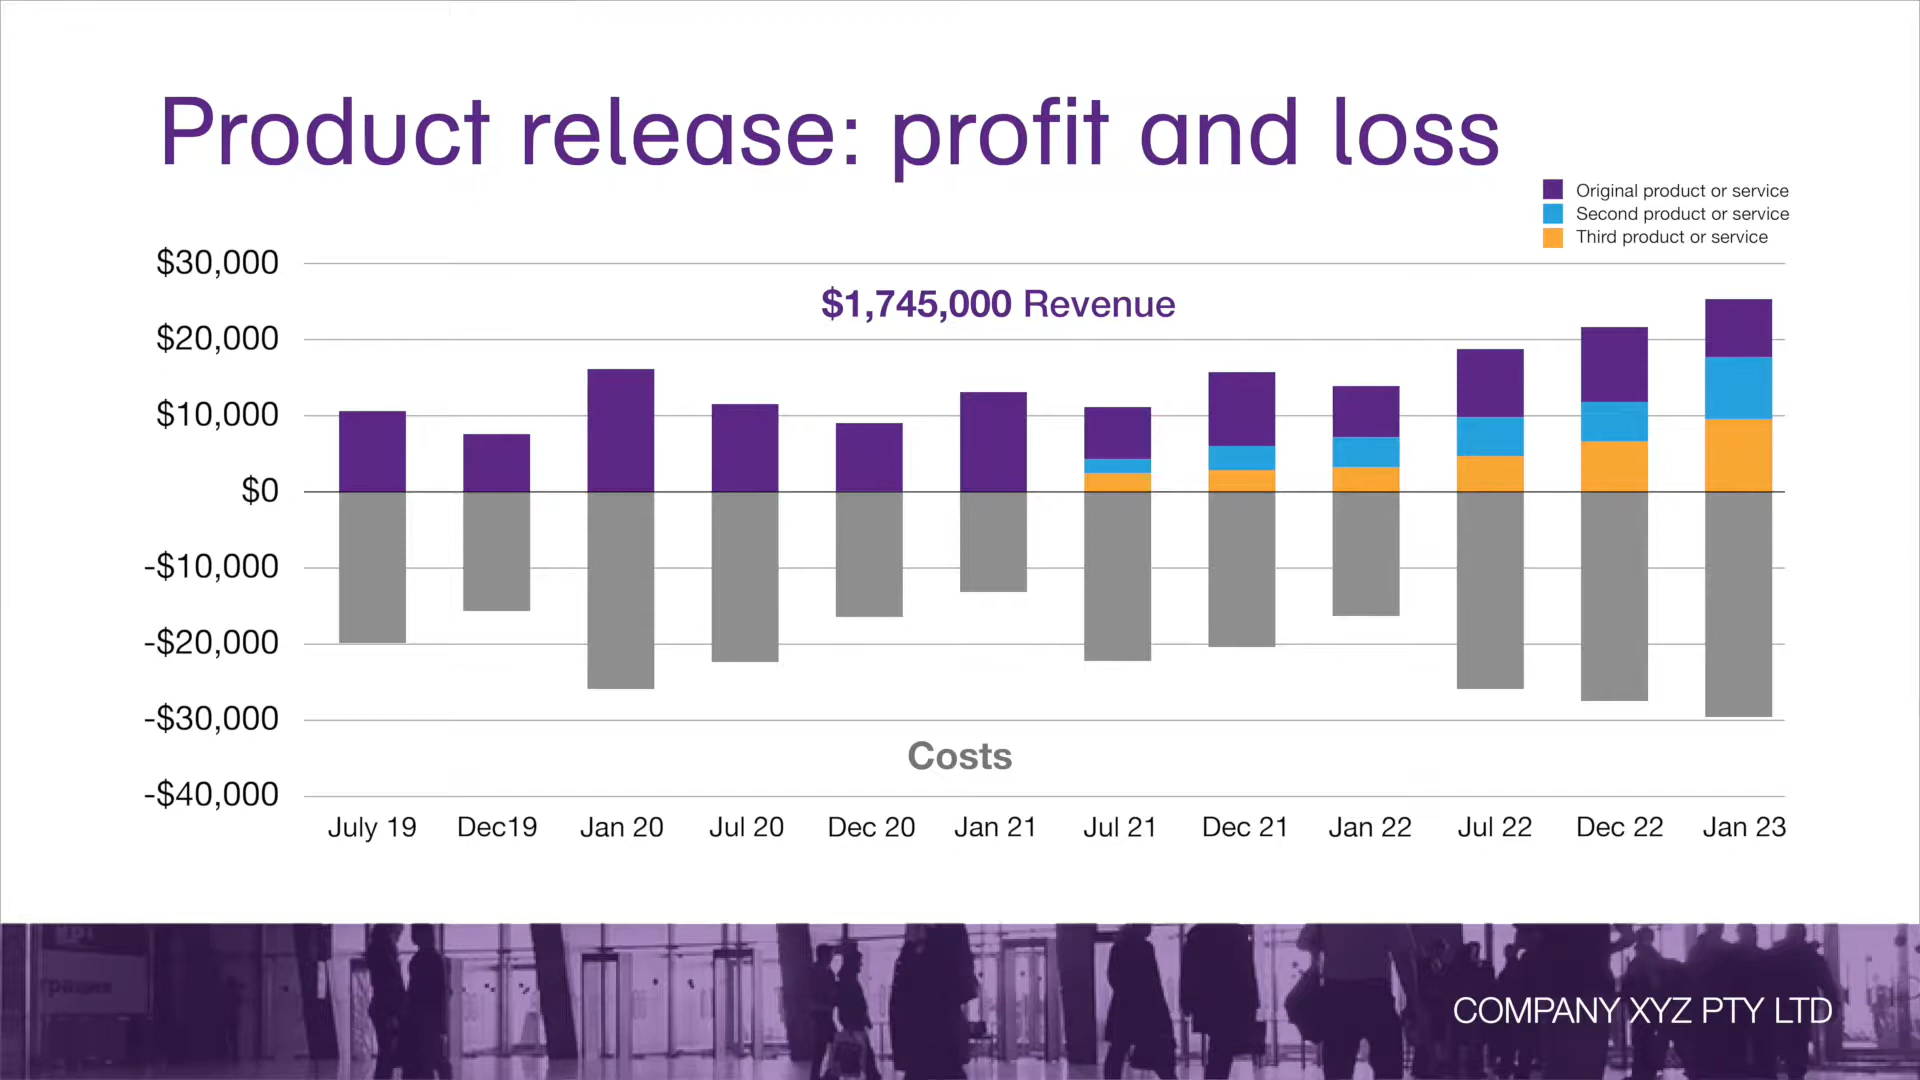 Product release: profit and loss
Original product or service
Second product or service
Third product or service
$30,000
$1,745,000 Revenue
$20,000
$10,000
$0
-$10,000
-$20,000
-$30,000
Costs
-$40,000
July 19 Dec19 Jan 20 Jul 20 Dec 20 Jan 21 Jul 21 Dec 21 Jan 22 Jul 22 Dec 22 Jan 23
COMPANY XYZ PTY LTD